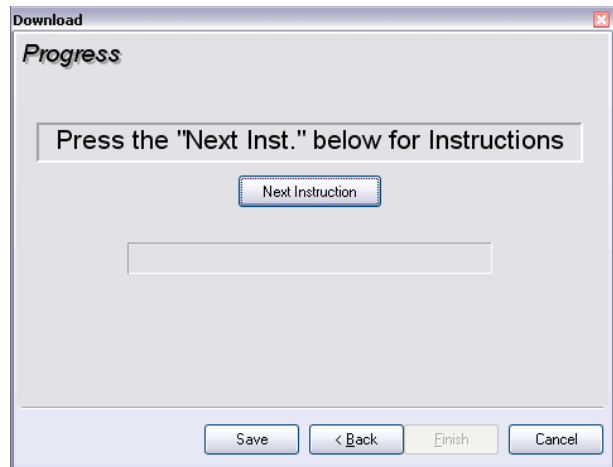 Download
Progress
Press the "Next Inst." below for Instructions
Next Instruction
Save < Back Finish Cancel